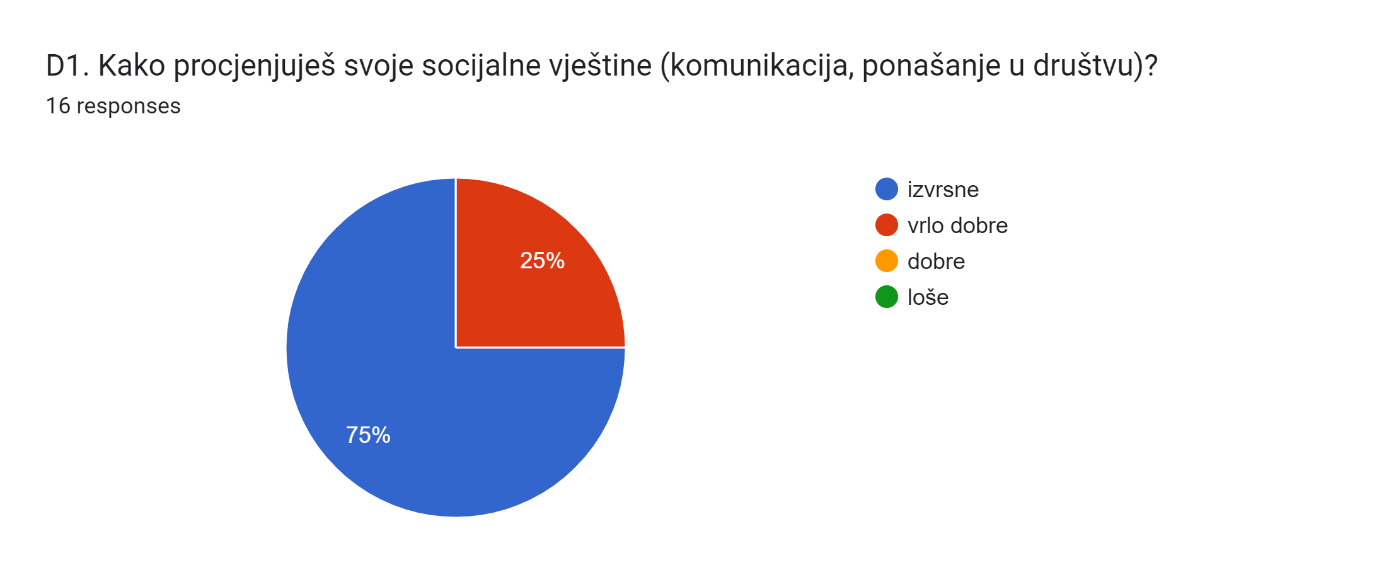 D1. Kako procjenjuješ svoje socijalne vještine (komunikacija, ponašanje u društvu)?
16 responses
izvrsne
vrlo dobre
dobre
loše
25%
75%